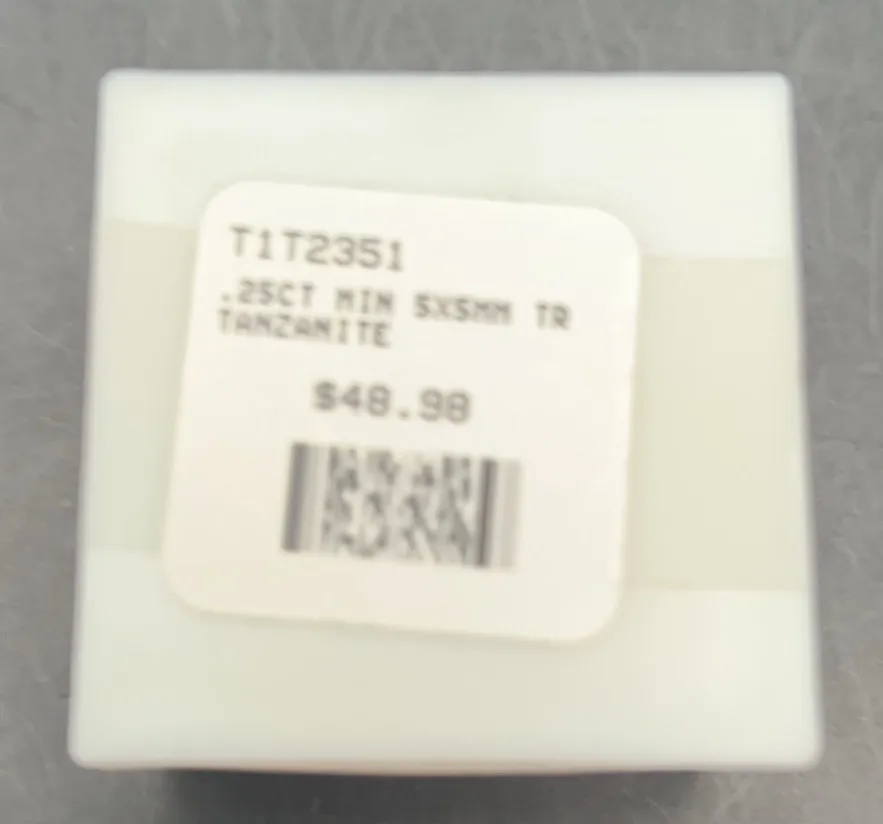 T1T2351
.25CT MIN 5X5MM TR
TANZANITE
$48.98